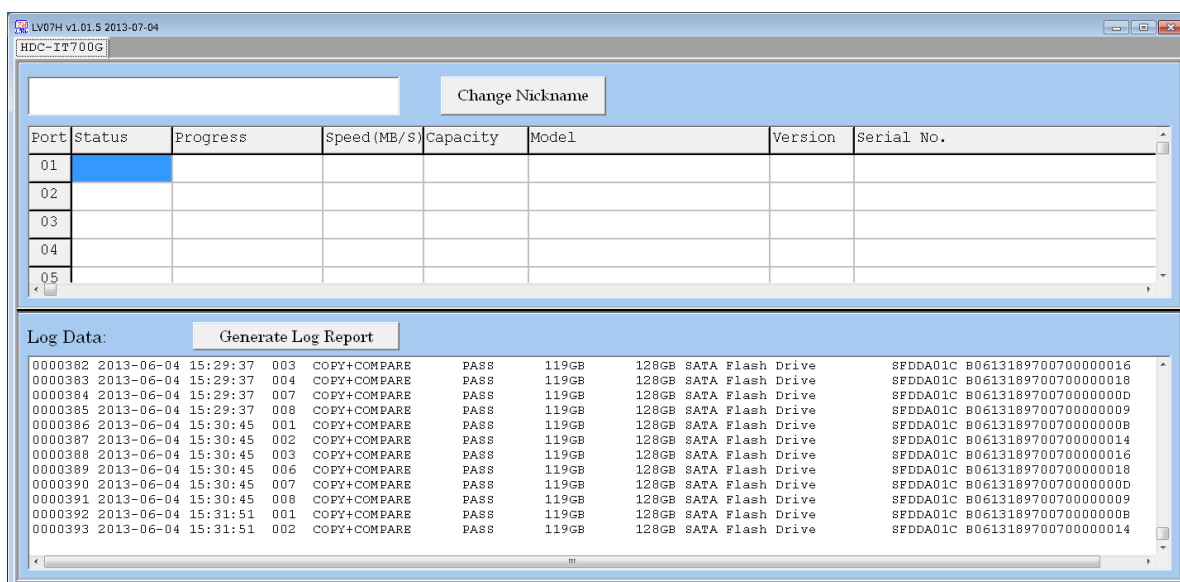 LV07H v1.01.5 2013-07-04
HDC-IT700G
Change Nickname
Port Status Progress Speed(MB/S) Capacity Model Version Serial No.
01
02
03
04
05
Log Data: Generate Log Report
0000382 2013-06-04 15:29:37 003 COPY+COMPARE PASS 119GB 128GB SATA Flash Drive SFDDA01C B0613189700700000016
0000383 2013-06-04 15:29:37 004 COPY+COMPARE PASS 119GB 128GB SATA Flash Drive SFDDA01C B0613189700700000018
0000384 2013-06-04 15:29:37 007 COPY+COMPARE PASS 119GB 128GB SATA Flash Drive SFDDA01C B061318970070000000D
0000385 2013-06-04 15:29:37 008 COPY+COMPARE PASS 119GB 128GB SATA Flash Drive SFDDA01C B0613189700700000009
0000386 2013-06-04 15:30:45 001 COPY+COMPARE PASS 119GB 128GB SATA Flash Drive SFDDA01C B061318970070000000B
0000387 2013-06-04 15:30:45 002 COPY+COMPARE PASS 119GB 128GB SATA Flash Drive SFDDA01C B0613189700700000014
0000388 2013-06-04 15:30:45 003 COPY+COMPARE PASS 119GB 128GB SATA Flash Drive SFDDA01C B0613189700700000016
0000389 2013-06-04 15:30:45 006 COPY+COMPARE PASS 119GB 128GB SATA Flash Drive SFDDA01C B0613189700700000018
0000390 2013-06-04 15:30:45 007 COPY+COMPARE PASS 119GB 128GB SATA Flash Drive SFDDA01C B061318970070000000D
0000391 2013-06-04 15:30:45 008 COPY+COMPARE PASS 119GB 128GB SATA Flash Drive SFDDA01C B0613189700700000009
0000392 2013-06-04 15:31:51 001 COPY+COMPARE PASS 119GB 128GB SATA Flash Drive SFDDA01C B061318970070000000B
0000393 2013-06-04 15:31:51 002 COPY+COMPARE PASS 119GB 128GB SATA Flash Drive SFDDA01C B0613189700700000014